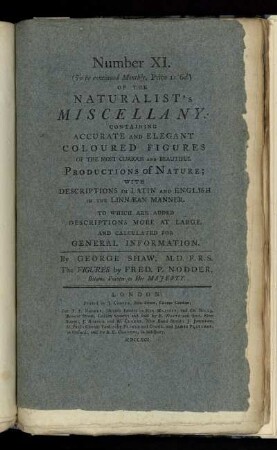 Number XI.
(To be continued Monthly, Price 1s. 6d.)
OF THE
NATURALIST's
MISCELLANY:
CONTAINING
ACCURATE AND ELEGANT
COLOURED FIGURES
OF THE MOST CURIOUS AND BEAUTIFUL
PRODUCTIONS OF NATURE;
WITH
DESCRIPTIONS IN LATIN AND ENGLISH
IN THE LINNÆAN MANNER.
TO WHICH ARE ADDED
DESCRIPTIONS MORE AT LARGE,
AND CALCULATED FOR
GENERAL INFORMATION.
By GEORGE SHAW, M.D. F.R.S.
The FIGURES by FRED. P. NODDER,
Botanic Painter to Her MAJESTY.
LONDON:
Printed by J.